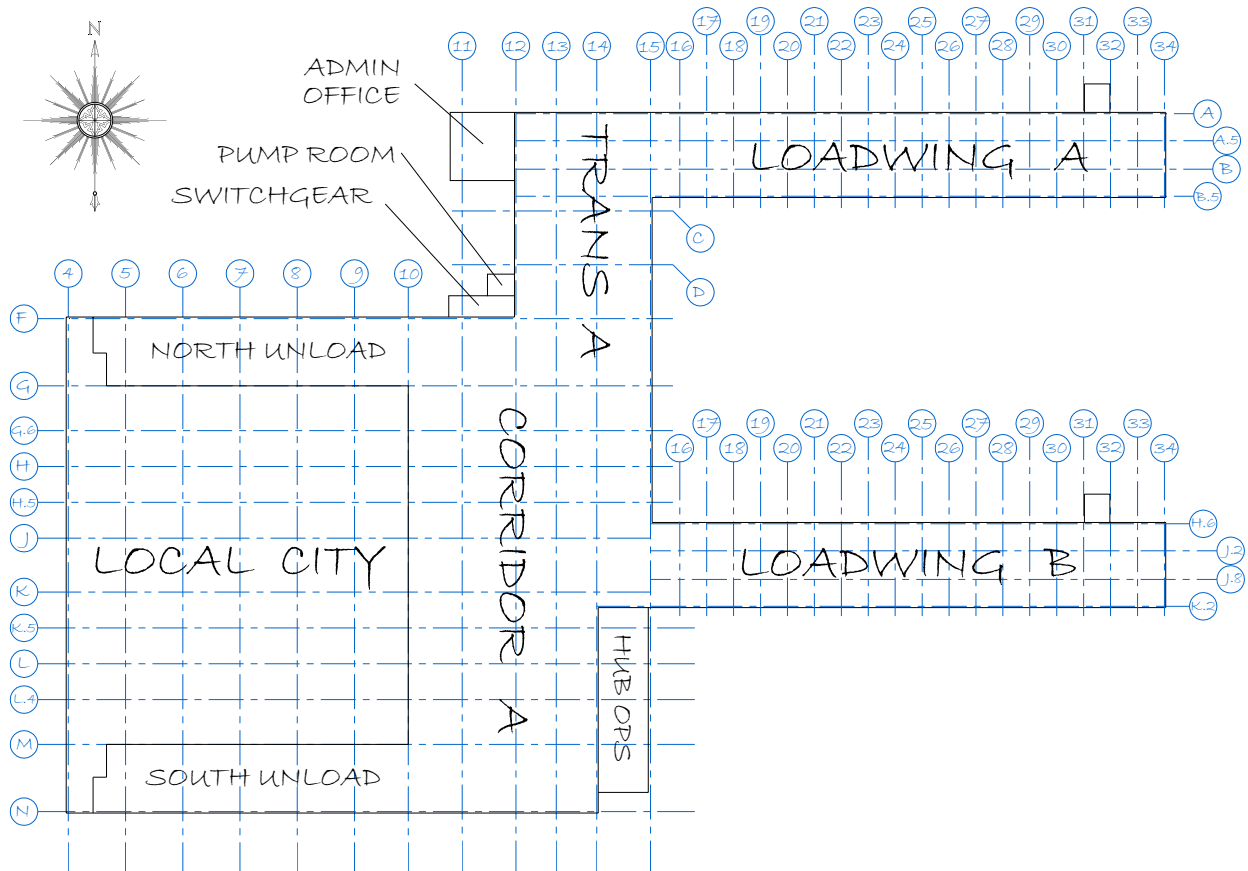 N
17 19 21 23 25 27 29 31 33
11 12 13 14 15 16 18 20 22 24 26 28 30 32 34
ADMIN
OFFICE
A
A.5
PUMP ROOM
LOADWING A
B
SWITCHGEAR
B.5
TRANS A
C
D
4 5 6 7 8 9 10
F
NORTH UNLOAD
G
G.6
H
H.5
J
CORRIDOR A
17 19 21 23 25 27 29 31 33
16 18 20 22 24 26 28 30 32 34
H.6
J.2
LOCAL CITY
LOADWING B
J.8
K
K.2
K.5
L
L.4
HUB OPS
M
SOUTH UNLOAD
N